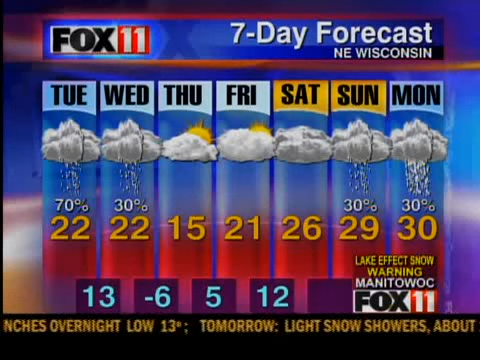 FOX 11
7-Day Forecast
NE WISCONSIN
TUE WED THU FRI SAT SUN MON
70% 30% 30% 30%
22 22 15 21 26 29 30
LAKE EFFECT SNOW
WARNING
MANITOWOC
13 -6 5 12
FOX 11
NCHES OVERNIGHT LOW 13°; TOMORROW: LIGHT SNOW SHOWERS, ABOUT